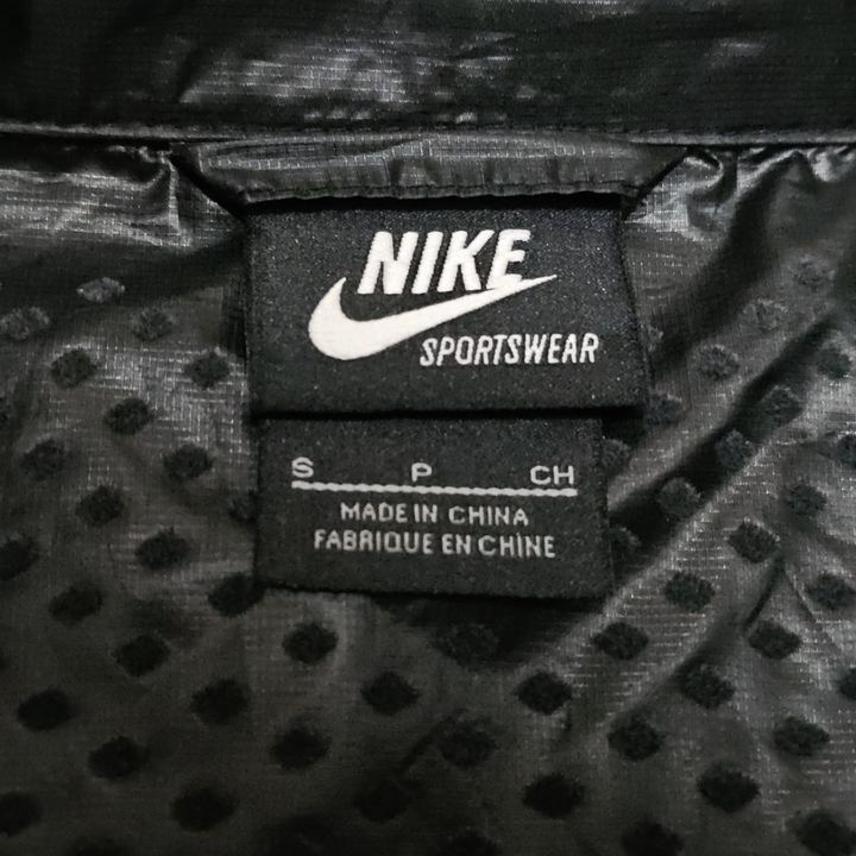 NIKE
SPORTSWEAR
S P CH
MADE IN CHINA
FABRIQUE EN CHINE